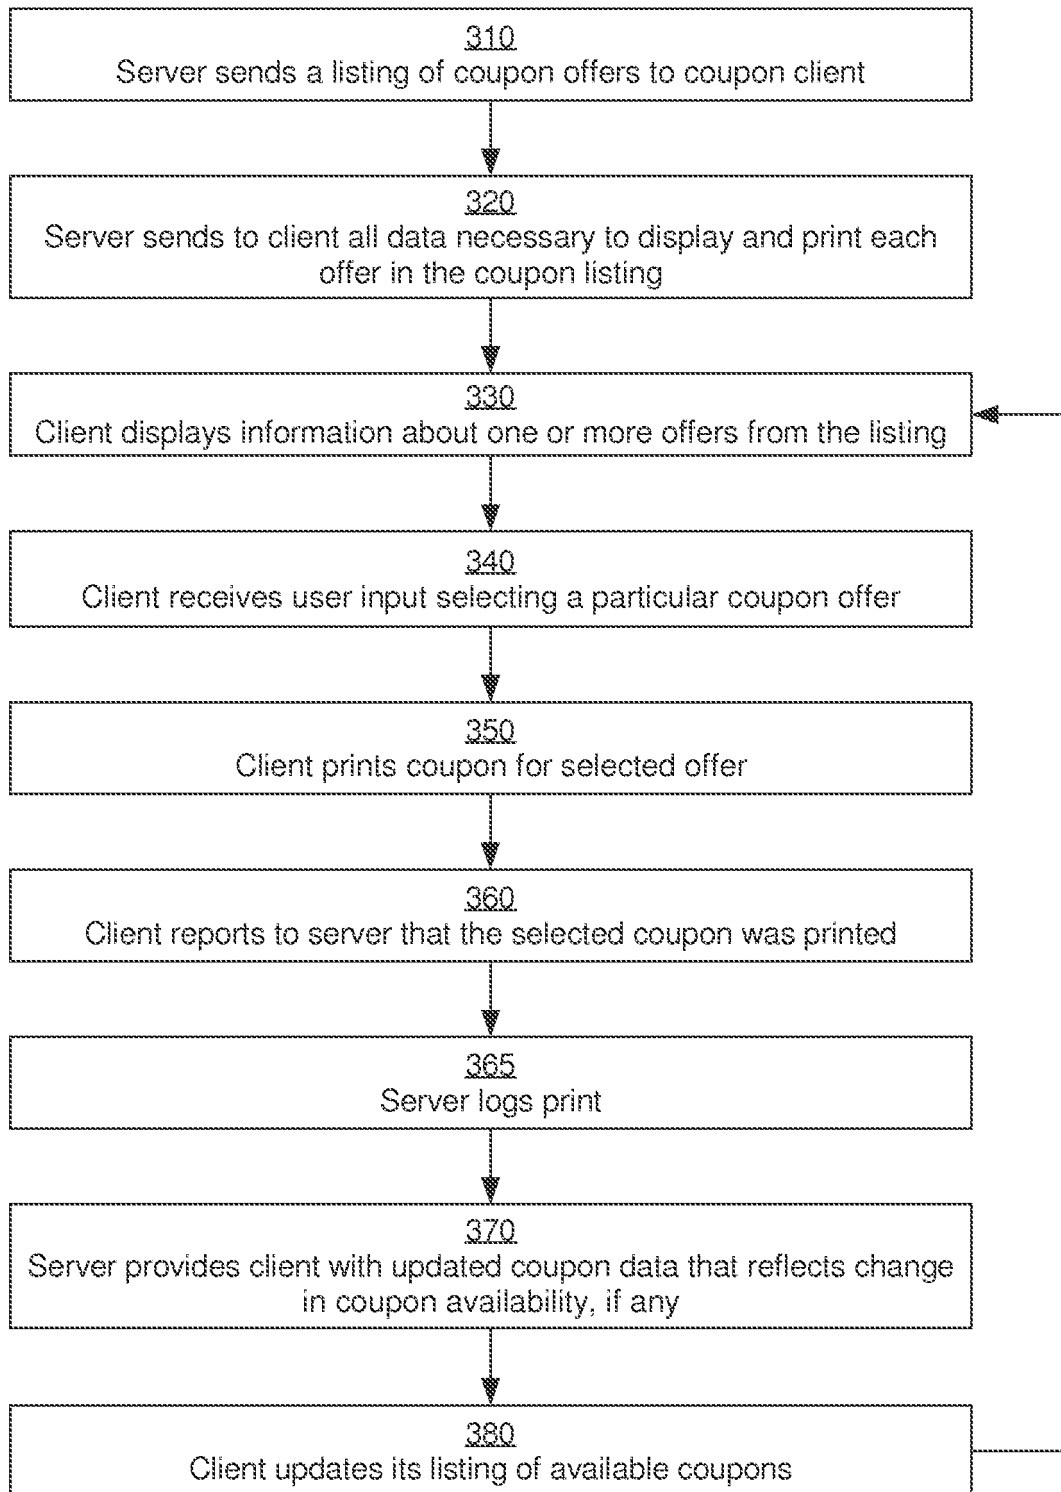 310
Server sends a listing of coupon offers to coupon client
320
Server sends to client all data necessary to display and print each
offer in the coupon listing
330
Client displays information about one or more offers from the listing
340
Client receives user input selecting a particular coupon offer
350
Client prints coupon for selected offer
360
Client reports to server that the selected coupon was printed
365
Server logs print
370
Server provides client with updated coupon data that reflects change
in coupon availability, if any
380
Client updates its listing of available coupons